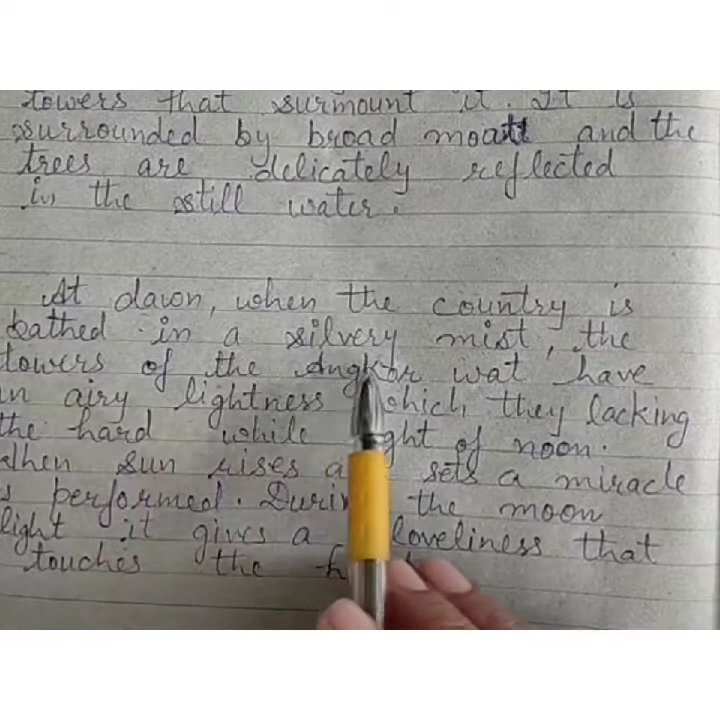 towers that surmount it. It is
surrounded by broad moatt and the
trees are delicately reflected
in the still water.
At dawn, when the country is
bathed in a silvery mist, the
towers of the Angkor wat have
an airy lightness which they lacking
the hard while of noon.
When sun rises sets a miracle
is performed. the moon
light it gives a loveliness that
touches the